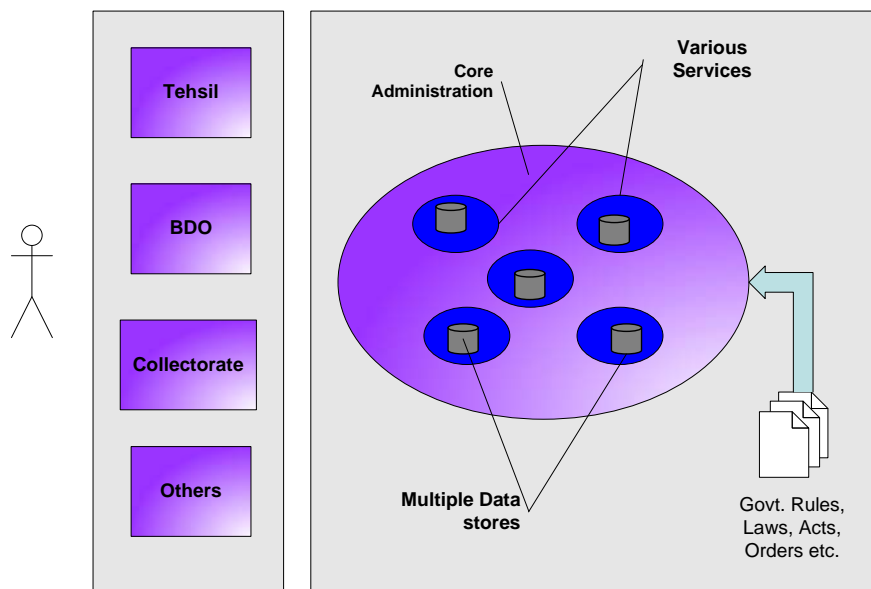 Tehsil
BDO
Collectorate
Others
Core
Administration
Various
Services
Multiple Data
stores
Govt. Rules,
Laws, Acts,
Orders etc.